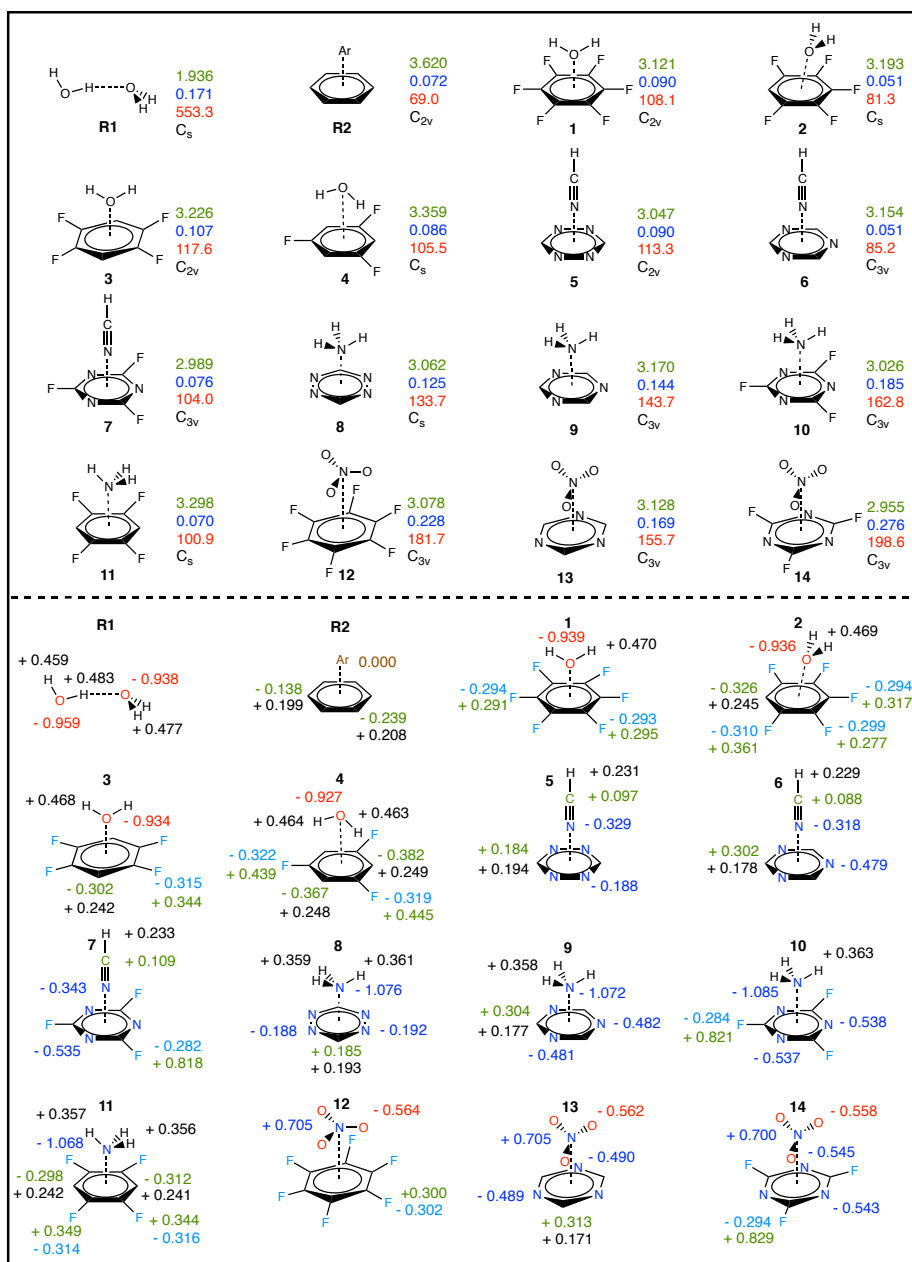 H
O
H
O
H
H
R1
1.936
0.171
553.3
Cs
Ar
R2
3.620
0.072
69.0
C2v
H O H
F F
F F
F F
1
3.121
0.090
108.1
C2v
H
H
O
F F
F
F F
2
3.193
0.051
81.3
Cs
H O H
F F
F F
3
3.226
0.107
117.6
C2v
H O H
F
F
F
4
3.359
0.086
105.5
Cs
H
C
N
N N
N N
5
3.047
0.090
113.3
C2v
H
C
N
N
N
N
6
3.154
0.051
85.2
C3v
H
C
N
F
N
F N
N
F
7
2.989
0.076
104.0
C3v
H
H N H
N N
N N
8
3.062
0.125
133.7
Cs
H
H N H
N
N
N
9
3.170
0.144
143.7
C3v
H
H N H
F
N
F N
N
F
10
3.026
0.185
162.8
C3v
H N H
H
F F
F F
11
3.298
0.070
100.9
Cs
O
N O
O
F
F F
F F
F
12
3.078
0.228
181.7
C3v
O
N
O
N
N N
13
3.128
0.169
155.7
C3v
O
N
O
N
F F
N N
F
14
2.955
0.276
198.6
C3v
R1
+ 0.459
+ 0.483
- 0.938
H
O
H
O
H
H
- 0.959
+ 0.477
R2
Ar 0.000
- 0.138
+ 0.199
- 0.239
+ 0.208
1
- 0.939
+ 0.470
H O H
F F
- 0.294
+ 0.291
F F
F F
- 0.293
+ 0.295
2
- 0.936
H
H
O
+ 0.469
F F
- 0.326
+ 0.245
F
- 0.294
+ 0.317
F F
- 0.310
+ 0.361
- 0.299
+ 0.277
3
+ 0.468
H O H
- 0.934
F F
F F
- 0.302
+ 0.242
- 0.315
+ 0.344
4
- 0.927
+ 0.464
+ 0.463
H O H
F
- 0.322
+ 0.439
F
- 0.382
+ 0.249
- 0.367
+ 0.248
F
- 0.319
+ 0.445
5
H + 0.231
C + 0.097
N - 0.329
+ 0.184
+ 0.194
N N
N N
- 0.188
6
H + 0.229
C + 0.088
N - 0.318
+ 0.302
+ 0.178
N
N - 0.479
N
7
H + 0.233
C + 0.109
- 0.343 N
F
N
F N
N
F
- 0.535
- 0.282
+ 0.818
8
+ 0.359
+ 0.361
H
H N H
- 1.076
N N
N N
- 0.188
- 0.192
+ 0.185
+ 0.193
9
+ 0.358
H
H N H
- 1.072
+ 0.304
+ 0.177
N
N - 0.482
N
- 0.481
10
H
H N H
+ 0.363
- 1.085
F
N
- 0.284
+ 0.821
F N - 0.538
N
F
- 0.537
11
+ 0.357
+ 0.356
H N H
H
- 1.068
F F
- 0.298
+ 0.242
- 0.312
+ 0.241
F F
+ 0.349
- 0.314
+ 0.344
- 0.316
12
O - 0.564
+ 0.705 N O
O
F
F F
F F
F
+0.300
- 0.302
13
- 0.562
O
+ 0.705 N
- 0.490
O
N
- 0.489 N N
+ 0.313
+ 0.171
14
- 0.558
O
+ 0.700 N
- 0.545
O
N
F F
N N
- 0.543
F
- 0.294
+ 0.829